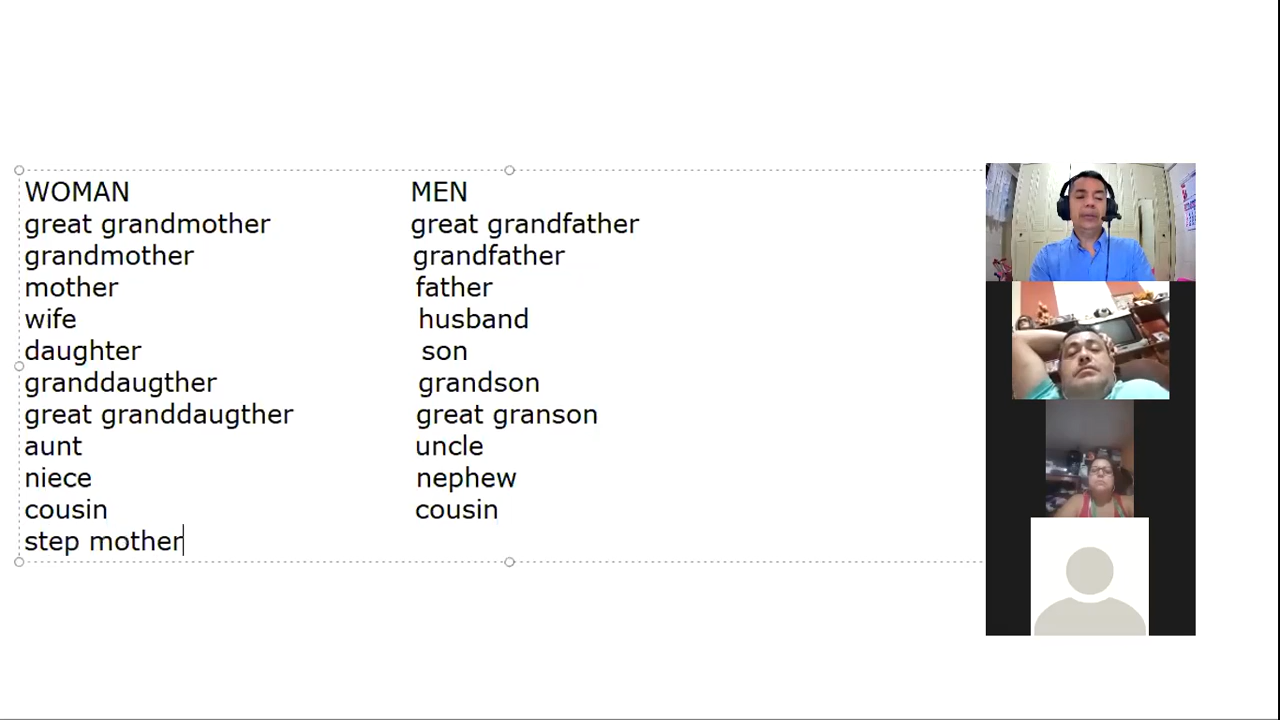 WOMAN MEN
great grandmother great grandfather
grandmother grandfather
mother father
wife husband
daughter son
granddaugther grandson
great granddaugther great granson
aunt uncle
niece nephew
cousin cousin
step mother